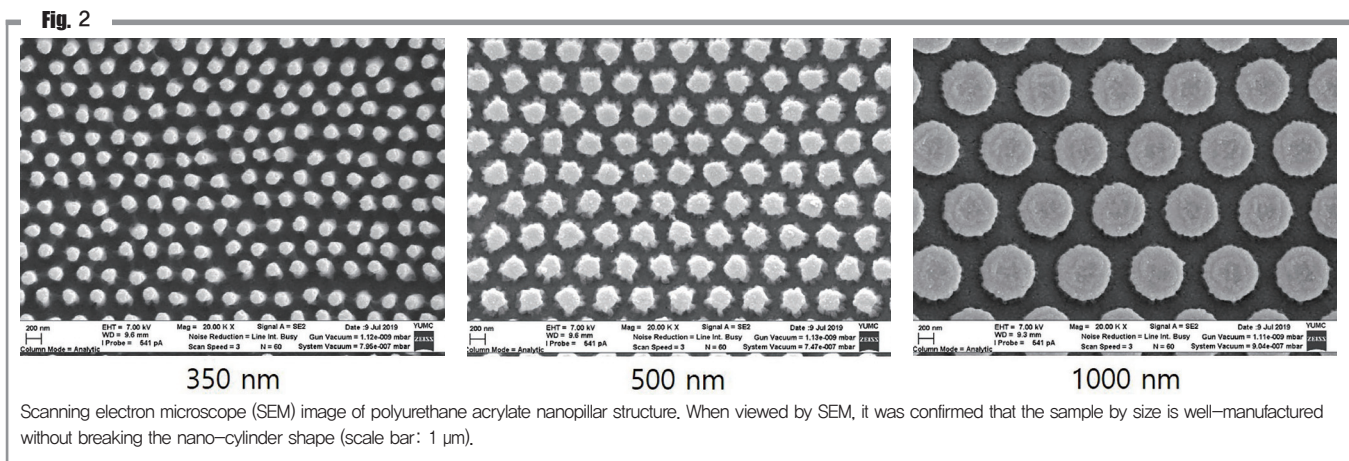 Fig. 2
200 nm
EHT = 7.00 kV
Mag = 20.00 K X
Signal A = SE2
Date :9 Jul 2019
YUMC
WD = 9.6 mm
Noise Reduction = Line Int. Busy
Gun Vacuum = 1.12e-009 mbar
I Probe = 541 pA
Scan Speed = 3
N = 60
System Vacuum = 7.95e-007 mbar
ZEISS
Column Mode = Analytic
200 nm
EHT = 7.00 kV
Mag = 20.00 K X
Signal A = SE2
Date :9 Jul 2019
YUMC
WD = 9.6 mm
Noise Reduction = Line Int. Busy
Gun Vacuum = 1.13e-009 mbar
I Probe = 541 pA
Scan Speed = 3
N = 60
System Vacuum = 7.47e-007 mbar
ZEISS
Column Mode = Analytic
200 nm
EHT = 7.00 kV
Mag = 20.00 K X
Signal A = SE2
Date :9 Jul 2019
YUMC
WD = 9.3 mm
Noise Reduction = Line Int. Busy
Gun Vacuum = 1.11e-009 mbar
I Probe = 541 pA
Scan Speed = 3
N = 60
System Vacuum = 9.04e-007 mbar
ZEISS
Column Mode = Analytic
350 nm
500 nm
1000 nm
Scanning electron microscope (SEM) image of polyurethane acrylate nanopillar structure. When viewed by SEM, it was confirmed that the sample by size is well-manufactured
without breaking the nano-cylinder shape (scale bar: 1 μm).